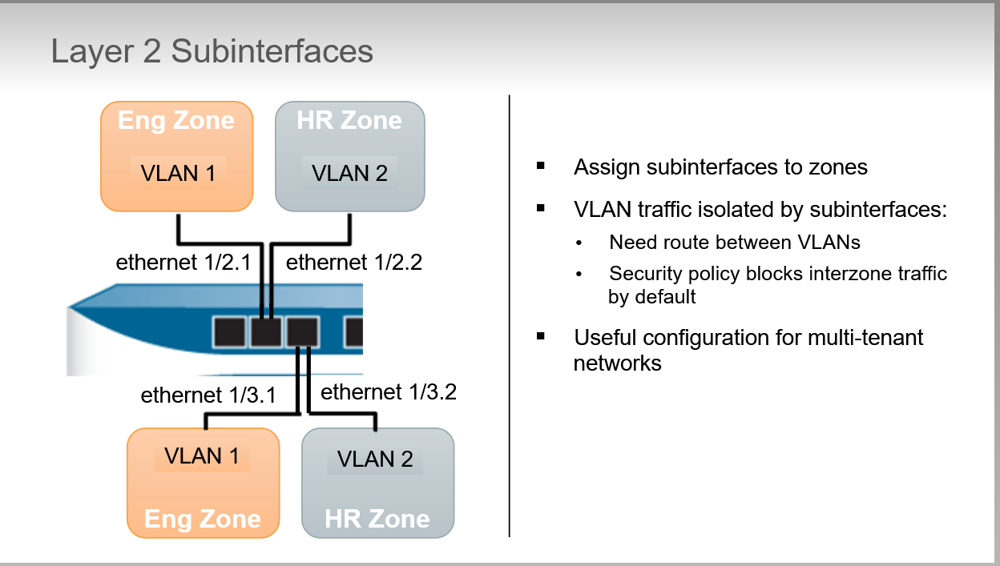 Layer 2 Subinterfaces
Eng Zone
HR Zone
VLAN 1
VLAN 2
ethernet 1/2.1
ethernet 1/2.2
ethernet 1/3.1
ethernet 1/3.2
VLAN 1
VLAN 2
Eng Zone
HR Zone
▪ Assign subinterfaces to zones
▪ VLAN traffic isolated by subinterfaces:
• Need route between VLANs
• Security policy blocks interzone traffic
by default
▪ Useful configuration for multi-tenant
networks